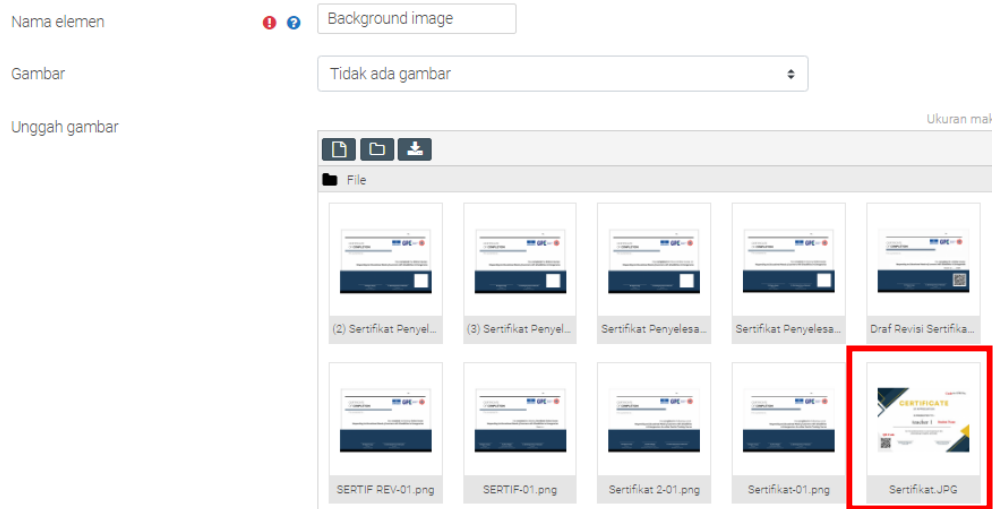 Nama elemen
Background image
Gambar
Tidak ada gambar
Unggah gambar
Ukuran mak
File
(2) Sertifikat Penyel...
(3) Sertifikat Penyel...
Sertifikat Penyelesa...
Sertifikat Penyelesa...
Draf Revisi Sertifika...
CERTIFICATE
teacher 1
SERTIF REV-01.png
SERTIF-01.png
Sertifikat 2-01.png
Sertifikat-01.png
Sertifikat.JPG